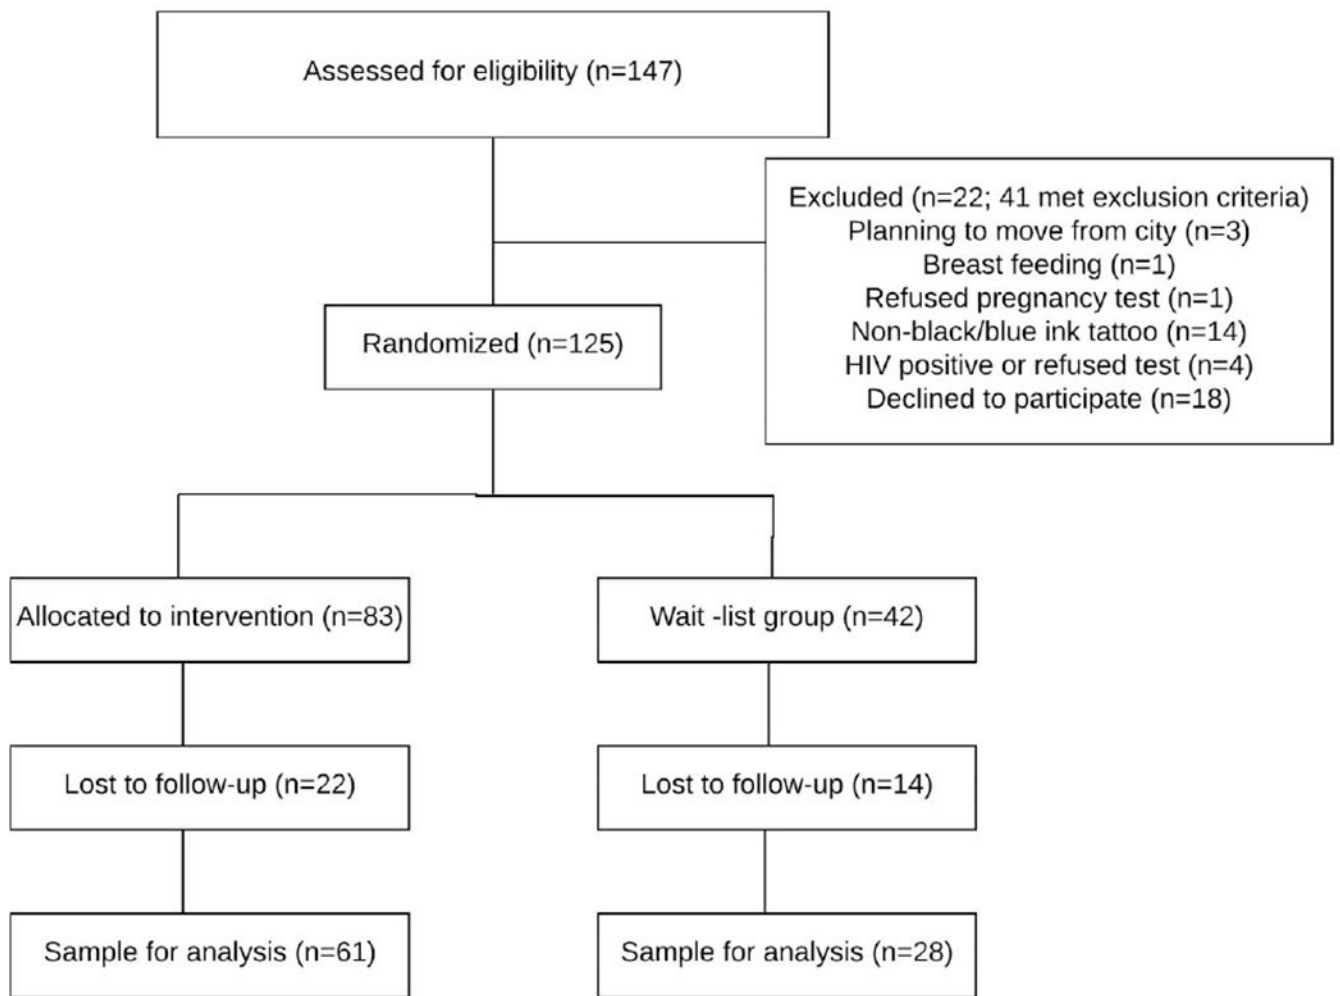 Assessed for eligibility (n=147)
Excluded (n=22; 41 met exclusion criteria)
Planning to move from city (n=3)
Breast feeding (n=1)
Refused pregnancy test (n=1)
Non-black/blue ink tattoo (n=14)
HIV positive or refused test (n=4)
Declined to participate (n=18)
Randomized (n=125)
Allocated to intervention (n=83)
Wait -list group (n=42)
Lost to follow-up (n=22)
Lost to follow-up (n=14)
Sample for analysis (n=61)
Sample for analysis (n=28)